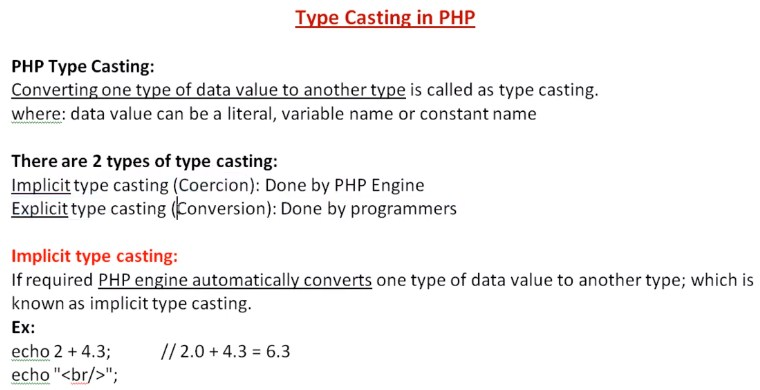 Type Casting in PHP
PHP Type Casting:
Converting one type of data value to another type is called as type casting.
where: data value can be a literal, variable name or constant name
There are 2 types of type casting:
Implicit type casting (Coercion): Done by PHP Engine
Explicit type casting (Conversion): Done by programmers
Implicit type casting:
If required PHP engine automatically converts one type of data value to another type; which is
known as implicit type casting.
Ex:
echo 2 + 4.3; // 2.0 + 4.3 = 6.3
echo "<br/>";